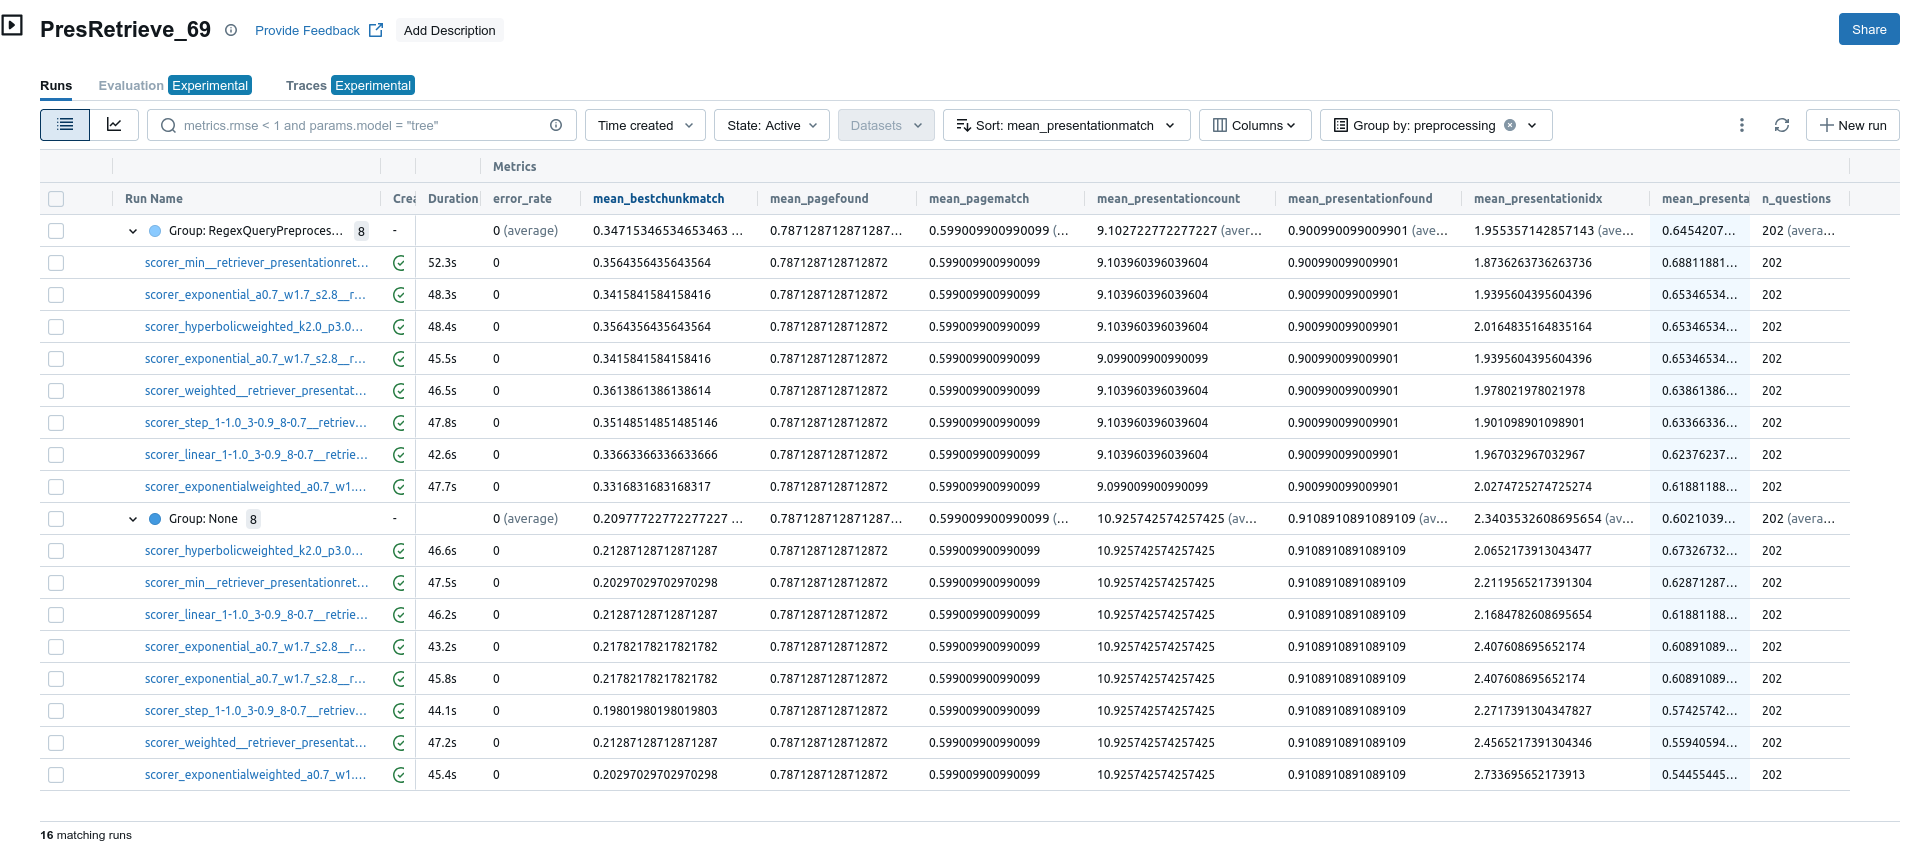 PresRetrieve_69 Provide Feedback Add Description Share
Runs Evaluation Experimental Traces Experimental
metrics.rmse < 1 and params.model = "tree" Time created State: Active Datasets Sort: mean_presentationmatch Columns Group by: preprocessing New run
Metrics
Run Name Crea Duration error_rate mean_bestchunkmatch mean_pagefound mean_pagematch mean_presentationcount mean_presentationfound mean_presentationidx mean_presenta n_questions
Group: RegexQueryPreproces... 8 - 0 (average) 0.34715346534653463 ... 0.787128712871287... 0.599009900990099 (... 9.102722772277227 (aver... 0.900990099009901 (ave... 1.955357142857143 (ave... 0.6454207... 202 (avera...
scorer_min__retriever_presentationret... 52.3s 0 0.3564356435643564 0.7871287128712872 0.599009900990099 9.103960396039604 0.900990099009901 1.8736263736263736 0.68811881... 202
scorer_exponential_a0.7_w1.7_s2.8__r... 48.3s 0 0.3415841584158416 0.7871287128712872 0.599009900990099 9.103960396039604 0.900990099009901 1.9395604395604396 0.65346534... 202
scorer_hyperbolicweighted_k2.0_p3.0... 48.4s 0 0.3564356435643564 0.7871287128712872 0.599009900990099 9.103960396039604 0.900990099009901 2.0164835164835164 0.65346534... 202
scorer_exponential_a0.7_w1.7_s2.8__r... 45.5s 0 0.3415841584158416 0.7871287128712872 0.599009900990099 9.099009900990099 0.900990099009901 1.9395604395604396 0.65346534... 202
scorer_weighted__retriever_presentat... 46.5s 0 0.3613861386138614 0.7871287128712872 0.599009900990099 9.103960396039604 0.900990099009901 1.978021978021978 0.63861386... 202
scorer_step_1-1.0_3-0.9_8-0.7__retriev... 47.8s 0 0.35148514851485146 0.7871287128712872 0.599009900990099 9.103960396039604 0.900990099009901 1.901098901098901 0.63366336... 202
scorer_linear_1-1.0_3-0.9_8-0.7__retrie... 42.6s 0 0.33663366336633666 0.7871287128712872 0.599009900990099 9.103960396039604 0.900990099009901 1.967032967032967 0.62376237... 202
scorer_exponentialweighted_a0.7_w1.... 47.7s 0 0.3316831683168317 0.7871287128712872 0.599009900990099 9.099009900990099 0.900990099009901 2.0274725274725274 0.61881188... 202
Group: None 8 - 0 (average) 0.20977722772277227 ... 0.787128712871287... 0.599009900990099 (... 10.925742574257425 (av... 0.9108910891089109 (av... 2.3403532608695654 (av... 0.6021039... 202 (avera...
scorer_hyperbolicweighted_k2.0_p3.0... 46.6s 0 0.21287128712871287 0.7871287128712872 0.599009900990099 10.925742574257425 0.9108910891089109 2.0652173913043477 0.67326732... 202
scorer_min__retriever_presentationret... 47.5s 0 0.20297029702970298 0.7871287128712872 0.599009900990099 10.925742574257425 0.9108910891089109 2.2119565217391304 0.62871287... 202
scorer_linear_1-1.0_3-0.9_8-0.7__retrie... 46.2s 0 0.21287128712871287 0.7871287128712872 0.599009900990099 10.925742574257425 0.9108910891089109 2.1684782608695654 0.61881188... 202
scorer_exponential_a0.7_w1.7_s2.8__r... 43.2s 0 0.21782178217821782 0.7871287128712872 0.599009900990099 10.925742574257425 0.9108910891089109 2.407608695652174 0.60891089... 202
scorer_exponential_a0.7_w1.7_s2.8__r... 45.8s 0 0.21782178217821782 0.7871287128712872 0.599009900990099 10.925742574257425 0.9108910891089109 2.407608695652174 0.60891089... 202
scorer_step_1-1.0_3-0.9_8-0.7__retriev... 44.1s 0 0.19801980198019803 0.7871287128712872 0.599009900990099 10.925742574257425 0.9108910891089109 2.2717391304347827 0.57425742... 202
scorer_weighted__retriever_presentat... 47.2s 0 0.21287128712871287 0.7871287128712872 0.599009900990099 10.925742574257425 0.9108910891089109 2.4565217391304346 0.55940594... 202
scorer_exponentialweighted_a0.7_w1.... 45.4s 0 0.20297029702970298 0.7871287128712872 0.599009900990099 10.925742574257425 0.9108910891089109 2.733695652173913 0.54455445... 202
16 matching runs